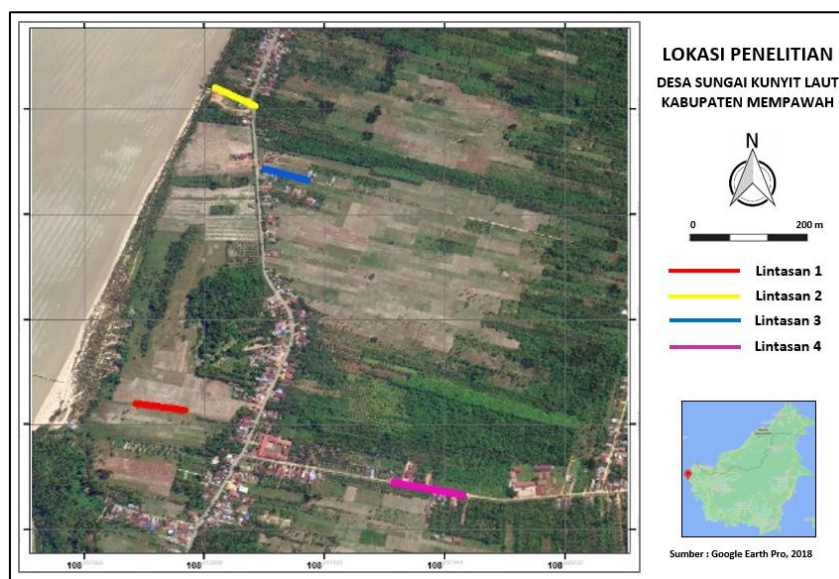 LOKASI PENELITIAN
DESA SUNGAI KUNYIT LAUT
KABUPATEN MEMPAWAH
N
0 200 m
Lintasan 1
Lintasan 2
Lintasan 3
Lintasan 4
Sumber : Google Earth Pro, 2018
108 108 108 108 108